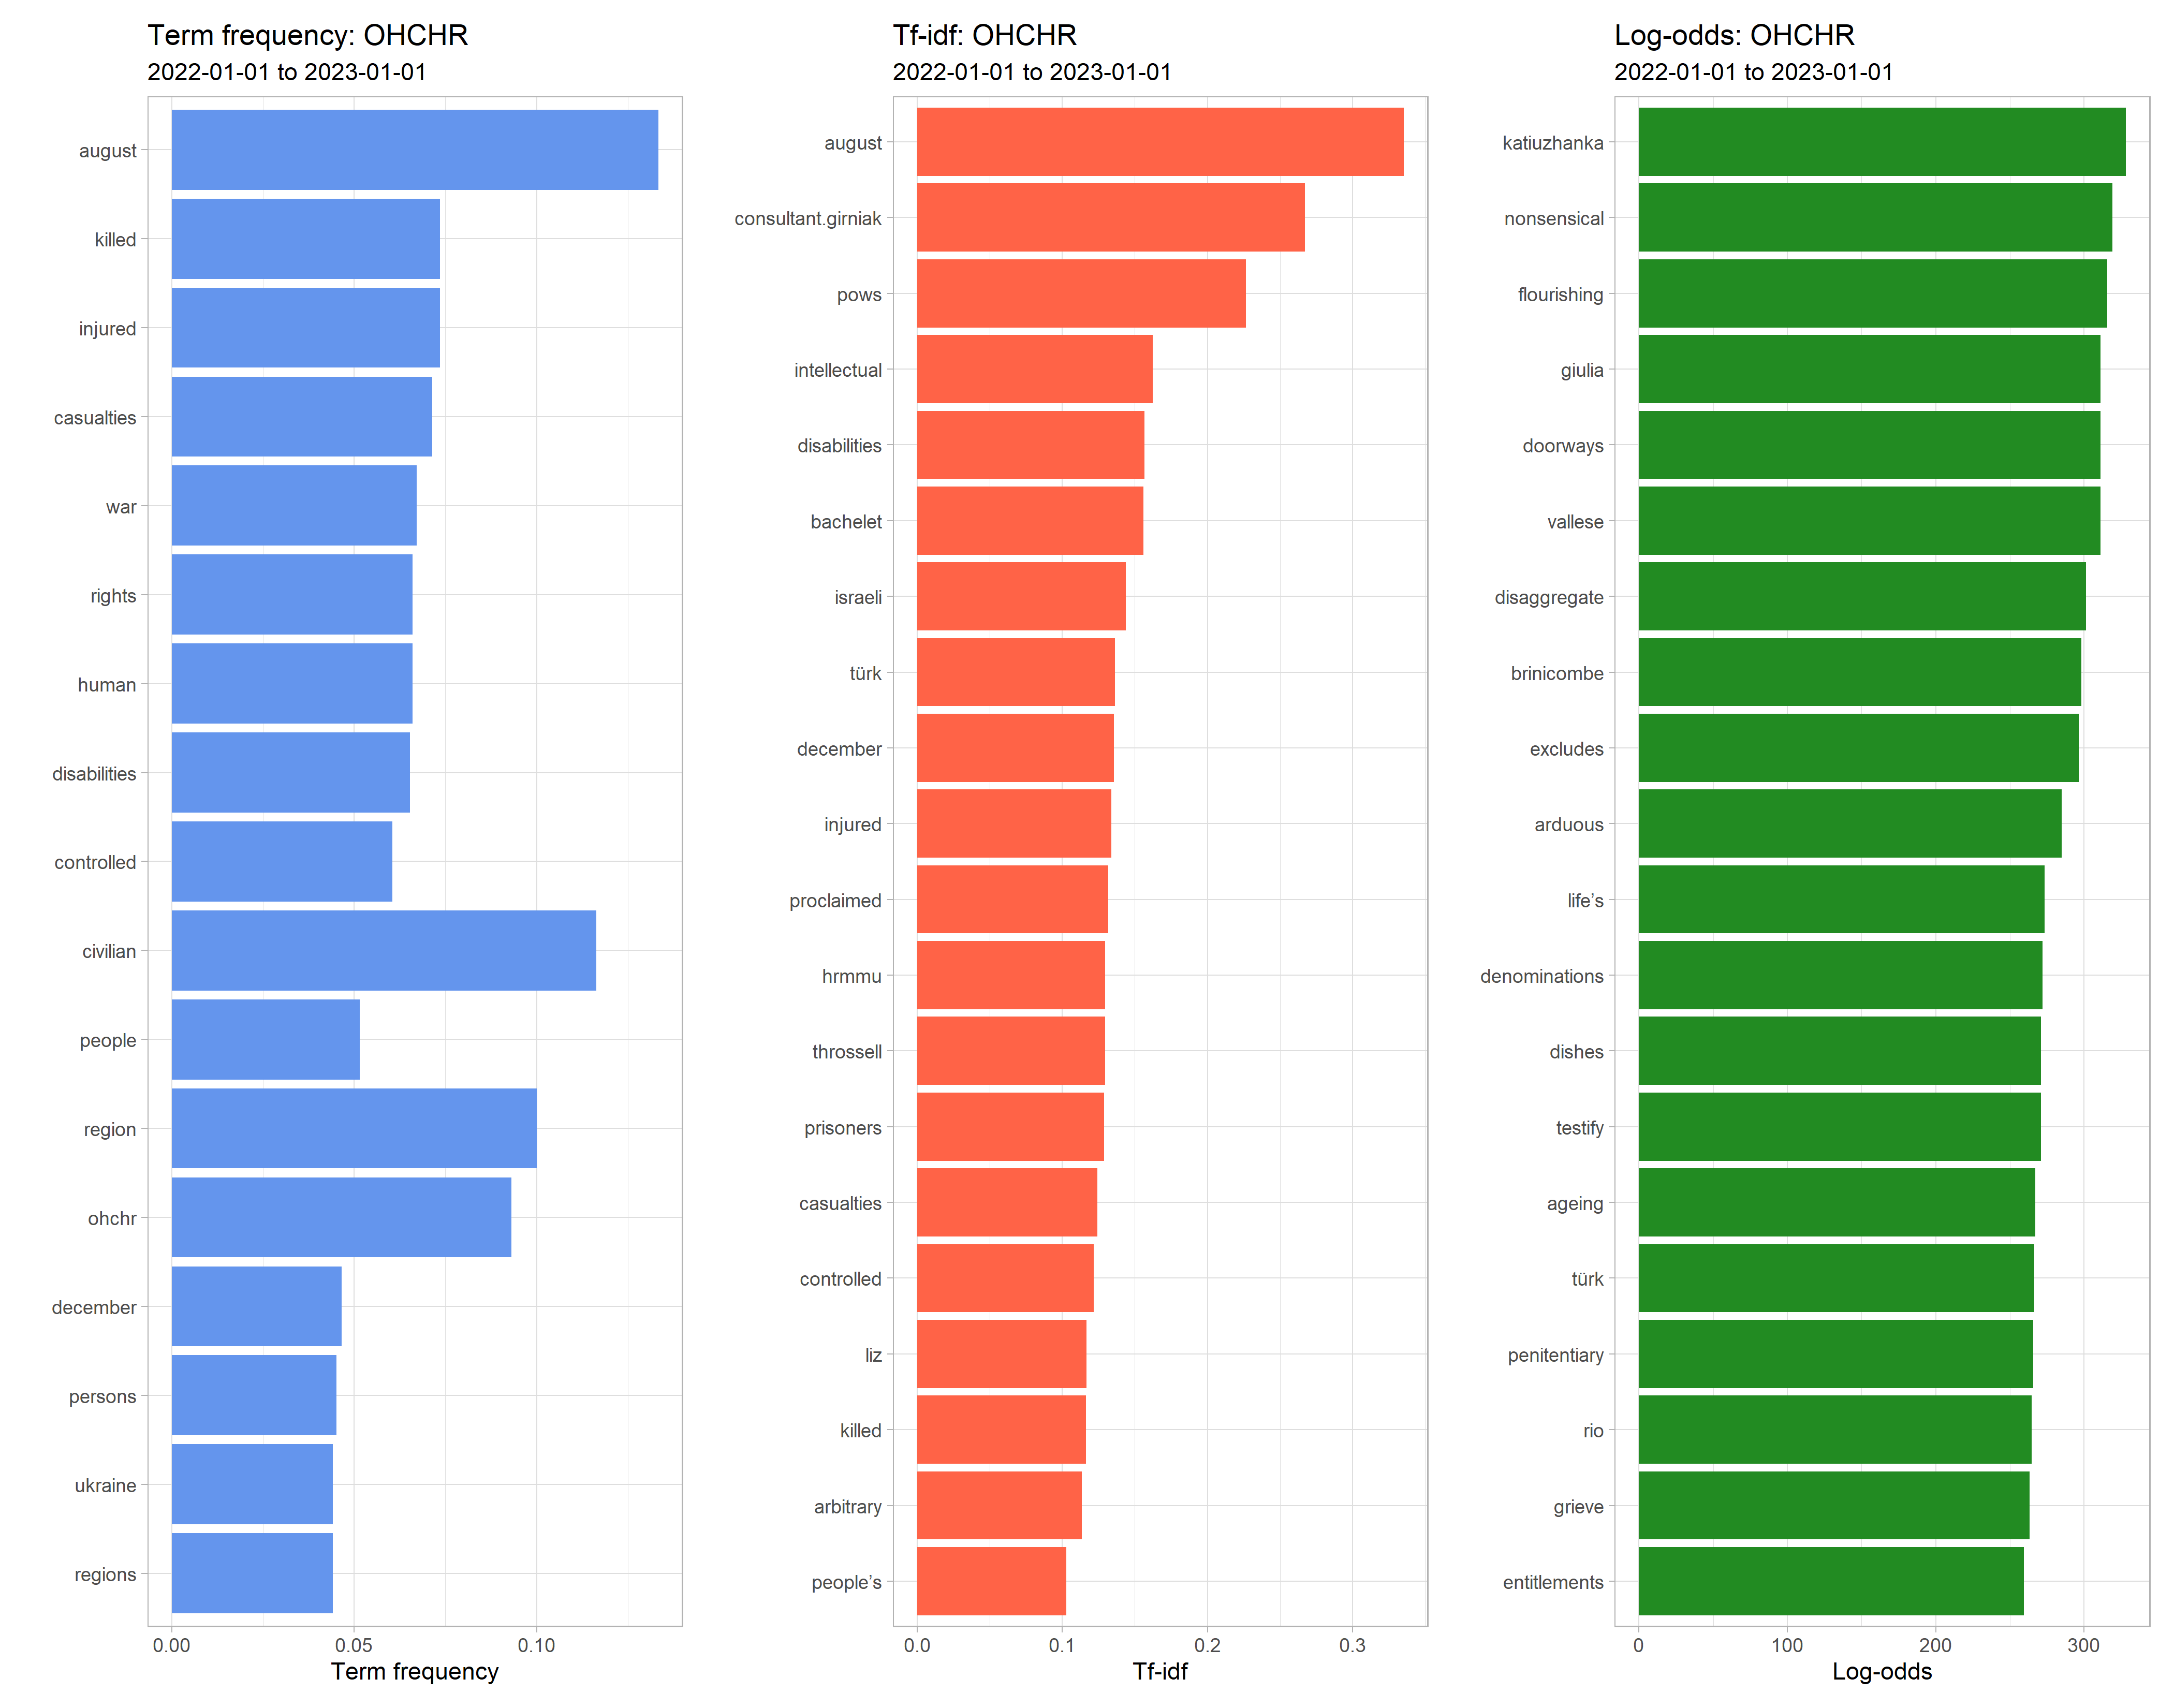 Term frequency: OHCHR
2022-01-01 to 2023-01-01
august
killed
injured
casualties
war
rights
human
disabilities
controlled
civilian
people
region
ohchr
december
persons
ukraine
regions
0.00
0.05
0.10
Term frequency
Tf-idf: OHCHR
2022-01-01 to 2023-01-01
august
consultant.girniak
pows
intellectual
disabilities
bachelet
israeli
türk
december
injured
proclaimed
hrmmu
throssell
prisoners
casualties
controlled
liz
killed
arbitrary
people’s
0.0
0.1
0.2
0.3
Tf-idf
Log-odds: OHCHR
2022-01-01 to 2023-01-01
katiuzhanka
nonsensical
flourishing
giulia
doorways
vallese
disaggregate
brinicombe
excludes
arduous
life’s
denominations
dishes
testify
ageing
türk
penitentiary
rio
grieve
entitlements
0
100
200
300
Log-odds